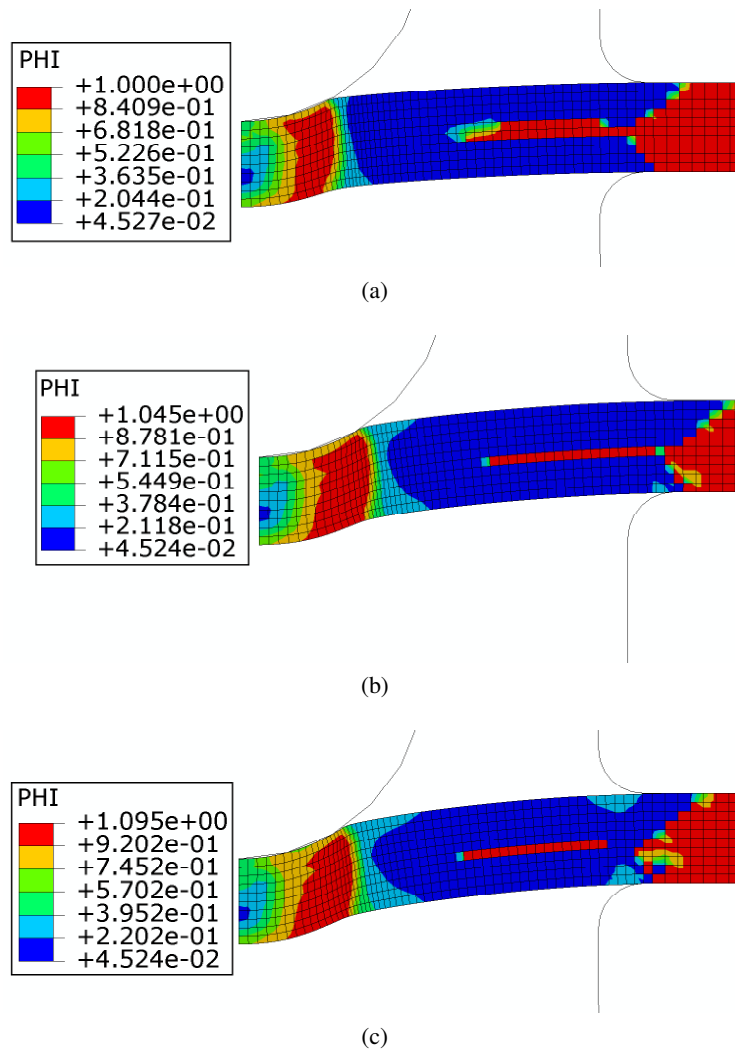 PHI
+1.000e+00
+8.409e-01
+6.818e-01
+5.226e-01
+3.635e-01
+2.044e-01
+4.527e-02
(a)
PHI
+1.045e+00
+8.781e-01
+7.115e-01
+5.449e-01
+3.784e-01
+2.118e-01
+4.524e-02
(b)
PHI
+1.095e+00
+9.202e-01
+7.452e-01
+5.702e-01
+3.952e-01
+2.202e-01
+4.524e-02
(c)